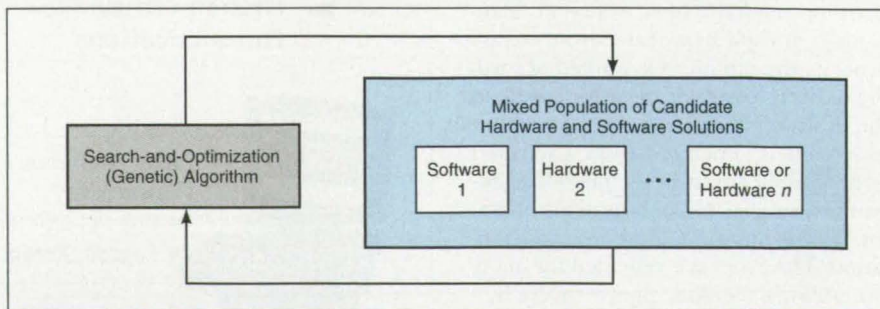 Mixed Population of Candidate
Hardware and Software Solutions
Search-and-Optimization
(Genetic) Algorithm
Software
1
Hardware
2
...
Software or
Hardware n